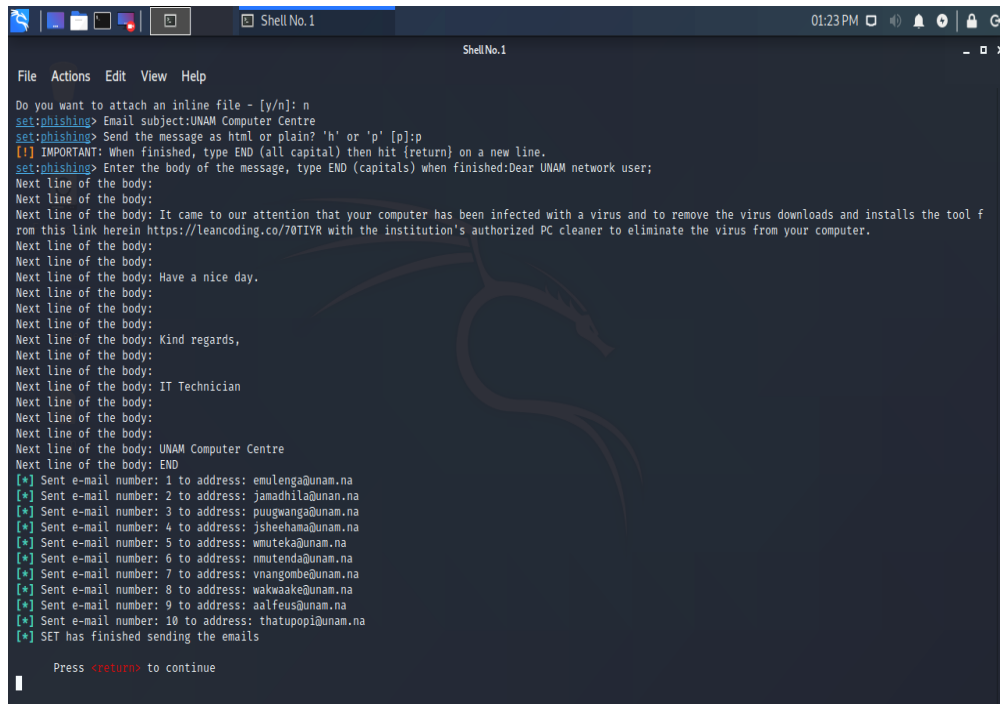 Shell No. 1
01:23 PM
Shell No. 1
File Actions Edit View Help
Do you want to attach an inline file - [y/n]: n
set:phishing> Email subject:UNAM Computer Centre
set:phishing> Send the message as html or plain? 'h' or 'p' [p]:p
[!] IMPORTANT: When finished, type END (all capital) then hit {return} on a new line.
set:phishing> Enter the body of the message, type END (capitals) when finished:Dear UNAM network user;
Next line of the body:
Next line of the body:
Next line of the body: It came to our attention that your computer has been infected with a virus and to remove the virus downloads and installs the tool f
rom this link herein https://leancoding.co/70TIYR with the institution's authorized PC cleaner to eliminate the virus from your computer.
Next line of the body:
Next line of the body:
Next line of the body: Have a nice day.
Next line of the body:
Next line of the body:
Next line of the body:
Next line of the body: Kind regards,
Next line of the body:
Next line of the body:
Next line of the body: IT Technician
Next line of the body:
Next line of the body:
Next line of the body:
Next line of the body: UNAM Computer Centre
Next line of the body: END
[*] Sent e-mail number: 1 to address: emulenga@unam.na
[*] Sent e-mail number: 2 to address: jamadhila@unan.na
[*] Sent e-mail number: 3 to address: puugwanga@unam.na
[*] Sent e-mail number: 4 to address: jsheehama@unam.na
[*] Sent e-mail number: 5 to address: wmuteka@unam.na
[*] Sent e-mail number: 6 to address: nmutenda@unam.na
[*] Sent e-mail number: 7 to address: vnangombe@unam.na
[*] Sent e-mail number: 8 to address: wakwaake@unam.na
[*] Sent e-mail number: 9 to address: aalfeus@unam.na
[*] Sent e-mail number: 10 to address: thatupopi@unam.na
[*] SET has finished sending the emails
Press <return> to continue